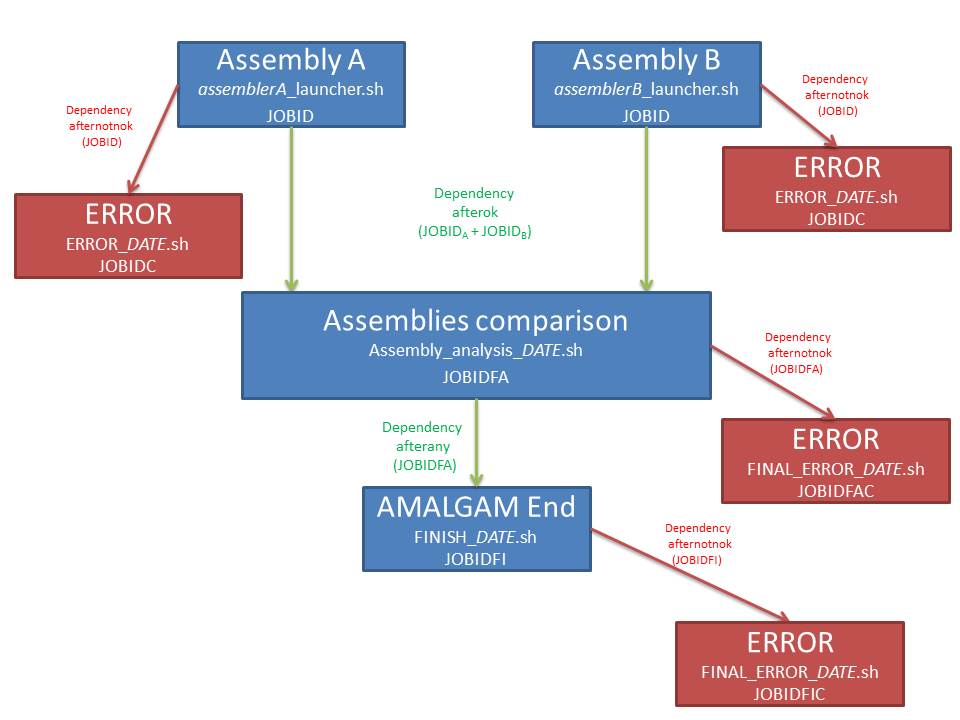 Assembly A
assemblerA_launcher.sh
JOBID
Assembly B
assemblerB_launcher.sh
JOBID
Dependency
afternotnok
(JOBID)
Dependency
afternotnok
(JOBID)
ERROR
ERROR_DATE.sh
JOBIDC
ERROR
ERROR_DATE.sh
JOBIDC
Dependency
afterok
(JOBIDA + JOBIDB)
Assemblies comparison
Assembly_analysis_DATE.sh
JOBIDFA
Dependency
afternotnok
(JOBIDFA)
Dependency
afterany
(JOBIDFA)
ERROR
FINAL_ERROR_DATE.sh
JOBIDFAC
AMALGAM End
FINISH_DATE.sh
JOBIDFI
Dependency
afternotnok
(JOBIDFI)
ERROR
FINAL_ERROR_DATE.sh
JOBIDFIC